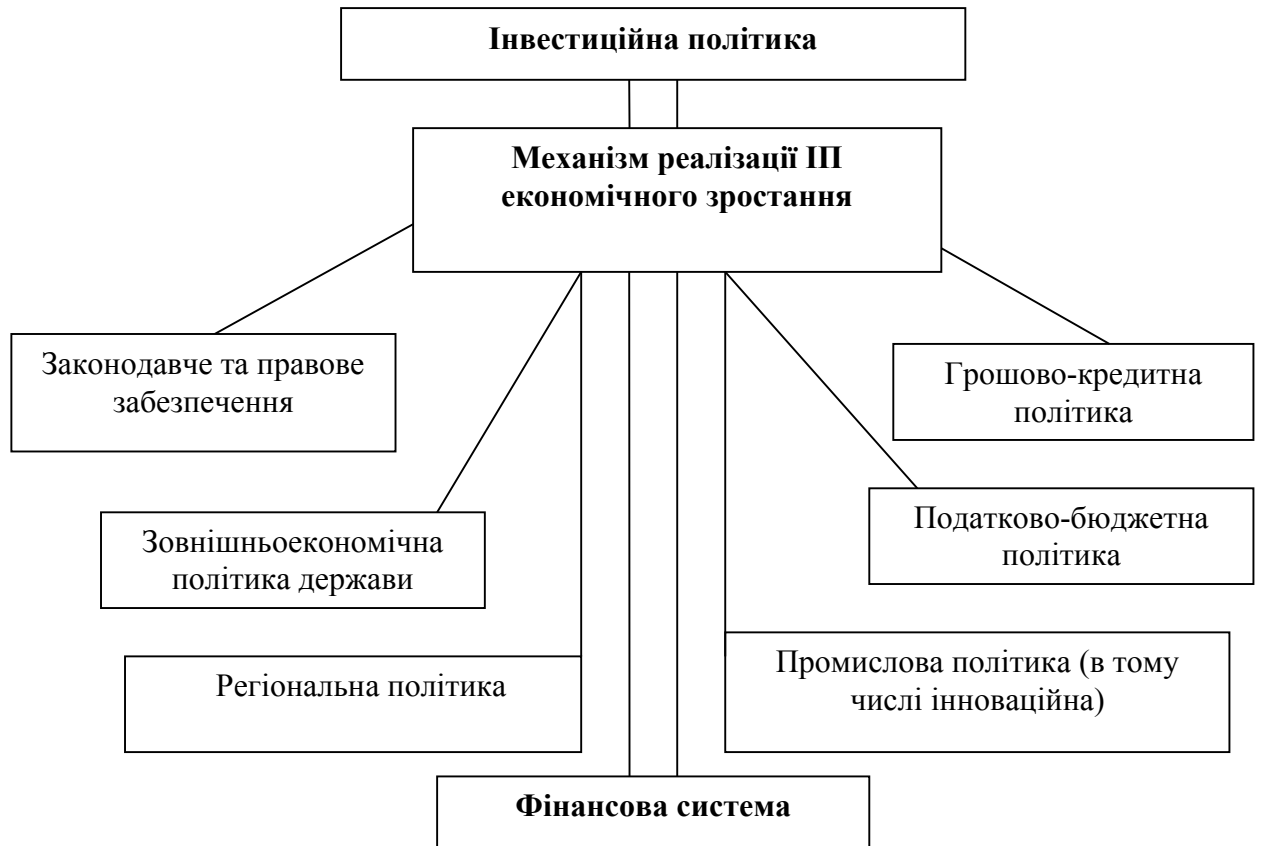 Інвестиційна політика
Механізм реалізації ІП
економічного зростання
Законодавче та правове
забезпечення
Грошово-кредитна
політика
Зовнішньоекономічна
політика держави
Податково-бюджетна
політика
Регіональна політика
Промислова політика (в тому
числі інноваційна)
Фінансова система